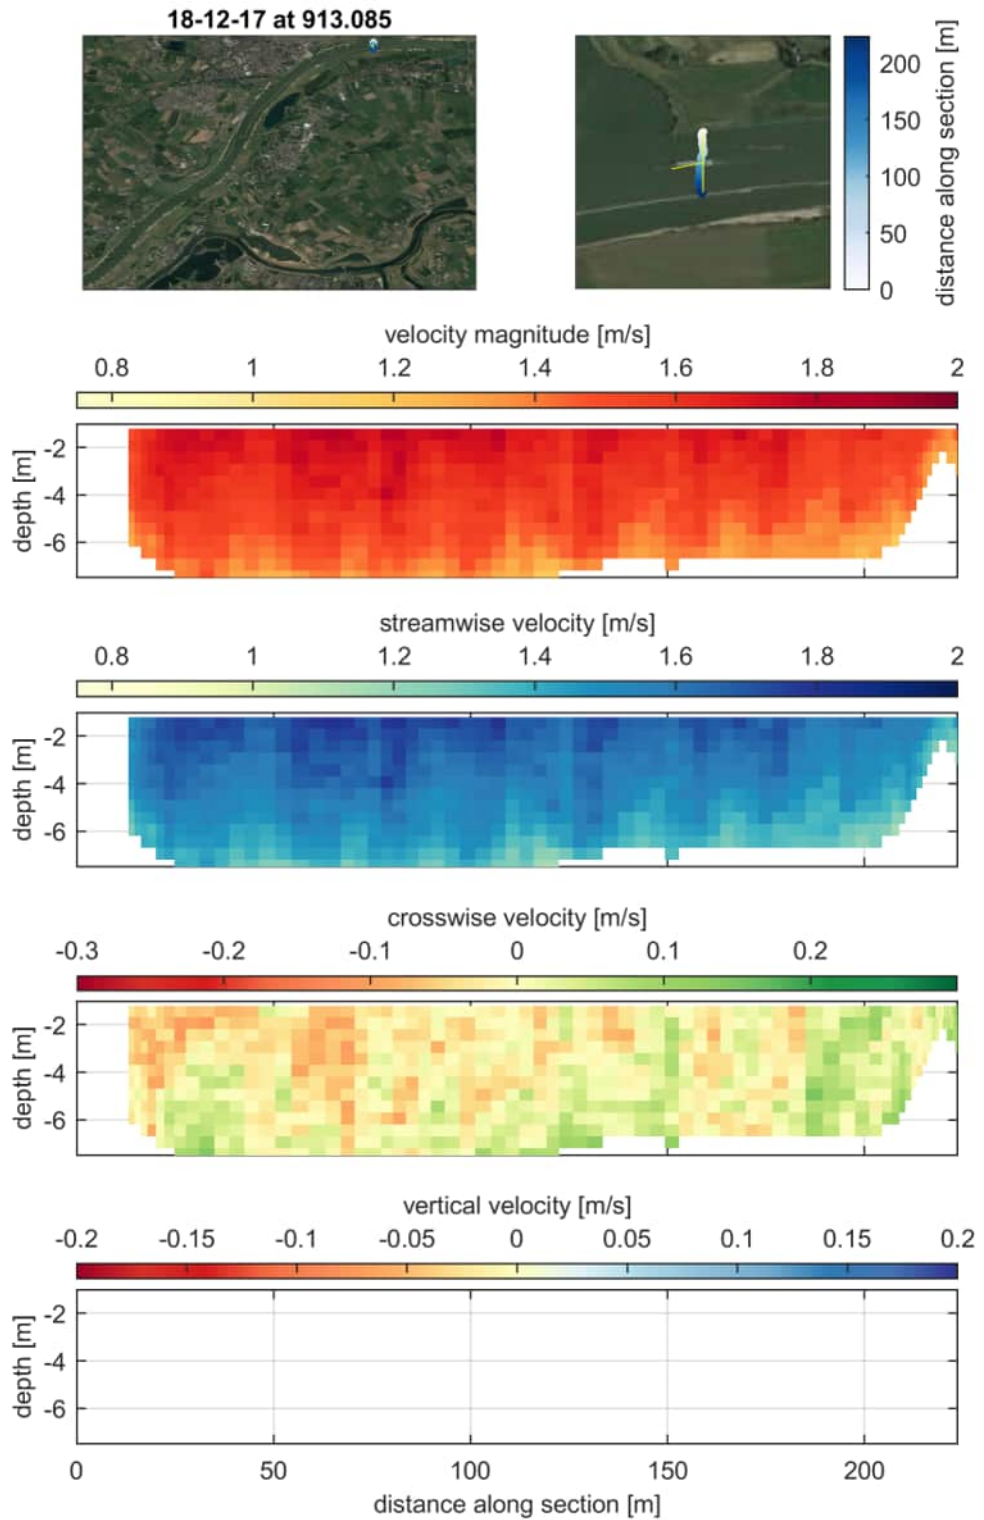 18-12-17 at 913.085
200
150
100
50
0
distance along section [m]
velocity magnitude [m/s]
0.8 1 1.2 1.4 1.6 1.8 2
-2
-4
-6
depth [m]
streamwise velocity [m/s]
0.8 1 1.2 1.4 1.6 1.8 2
-2
-4
-6
depth [m]
crosswise velocity [m/s]
-0.3 -0.2 -0.1 0 0.1 0.2
-2
-4
-6
depth [m]
vertical velocity [m/s]
-0.2 -0.15 -0.1 -0.05 0 0.05 0.1 0.15 0.2
-2
-4
-6
depth [m]
0 50 100 150 200
distance along section [m]